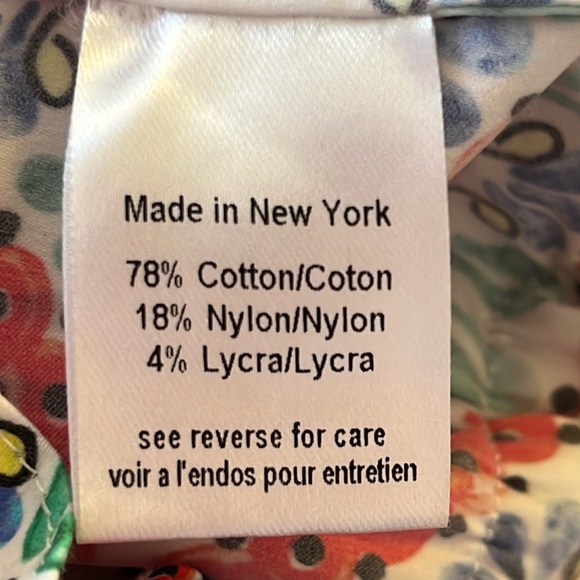 Made in New York
78% Cotton/Coton
18% Nylon/Nylon
4% Lycra/Lycra
see reverse for care
voir a l'endos pour entretien